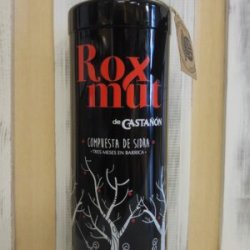 Rox
mut
de CASTAÑÓN
COMPUESTA DE SIDRA
TRES MESES EN BARRICA